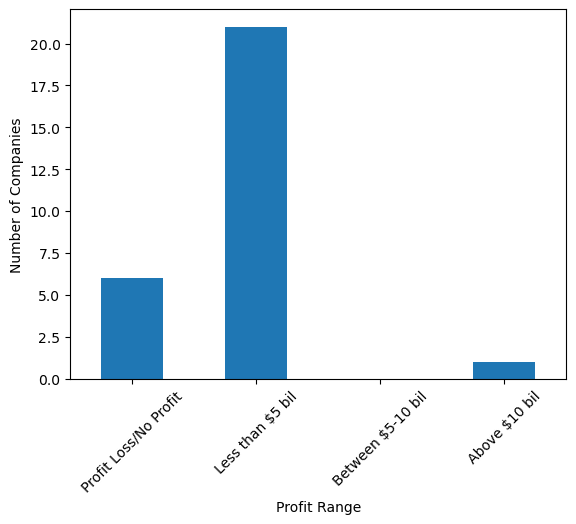 Number of Companies
20.0
17.5
15.0
12.5
10.0
7.5
5.0
2.5
0.0
Profit Loss/No Profit
Less than $5 bil
Between $5-10 bil
Above $10 bil
Profit Range